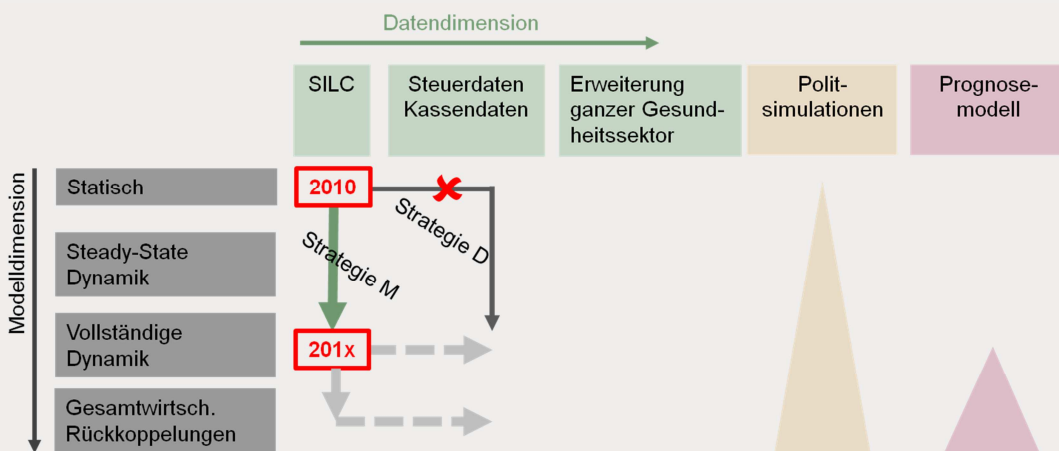 Datendimension
SILC
Steuerdaten
Kassendaten
Erweiterung
ganzer Gesund-
heitssektor
Polit-
simulationen
Prognose-
modell
Modelldimension
Statisch
2010
Strategie D
Steady-State
Dynamik
Strategie M
Vollständige
Dynamik
201x
Gesamtwirtsch.
Rückkoppelungen